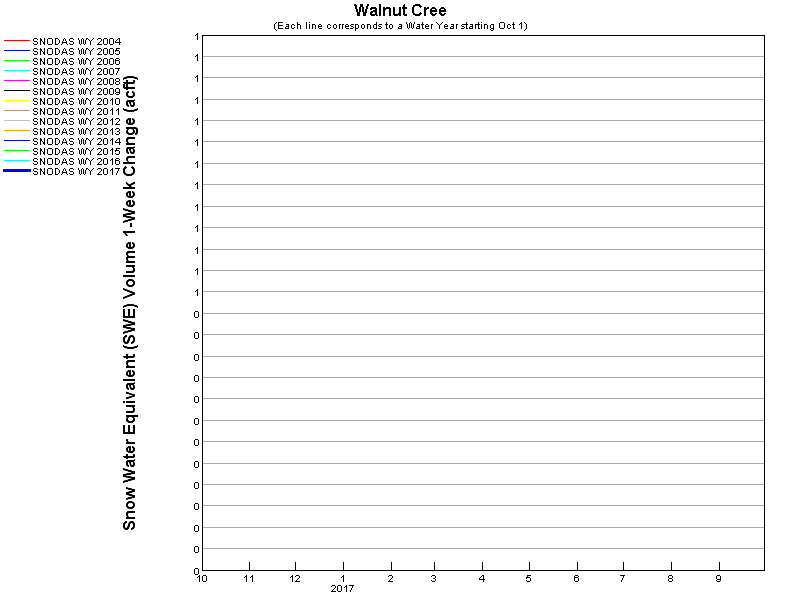 Walnut Cree
(Each line corresponds to a Water Year starting Oct 1)
SNODAS WY 2004
SNODAS WY 2005
SNODAS WY 2006
SNODAS WY 2007
SNODAS WY 2008
SNODAS WY 2009
SNODAS WY 2010
SNODAS WY 2011
SNODAS WY 2012
SNODAS WY 2013
SNODAS WY 2014
SNODAS WY 2015
SNODAS WY 2016
SNODAS WY 2017
Snow Water Equivalent (SWE) Volume 1-Week Change (acft)
1
1
1
1
1
1
1
1
1
1
1
1
1
0
0
0
0
0
0
0
0
0
0
0
0
0
10 11 12 1 2 3 4 5 6 7 8 9
2017